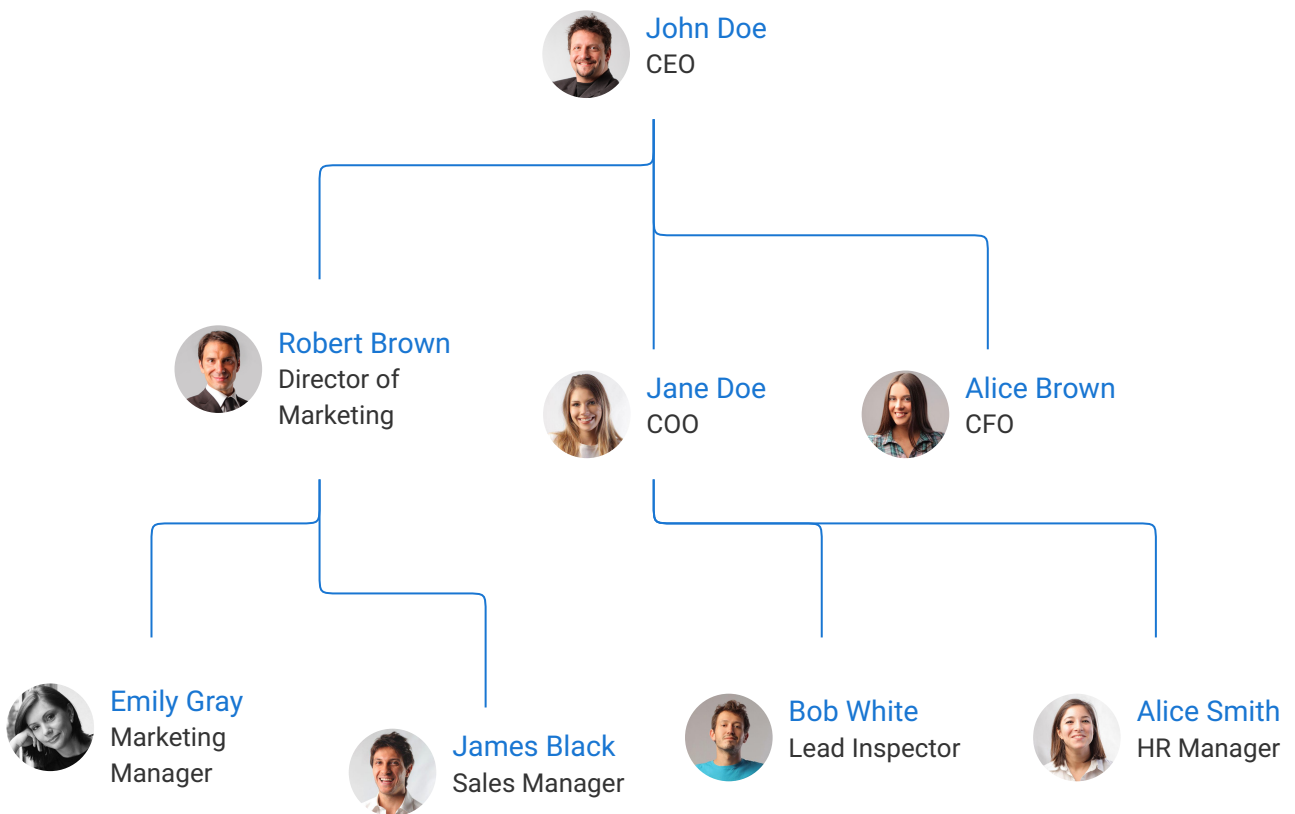 John Doe
CEO
Robert Brown
Director of
Marketing
Jane Doe
COO
Alice Brown
CFO
Emily Gray
Marketing
Manager
James Black
Sales Manager
Bob White
Lead Inspector
Alice Smith
HR Manager